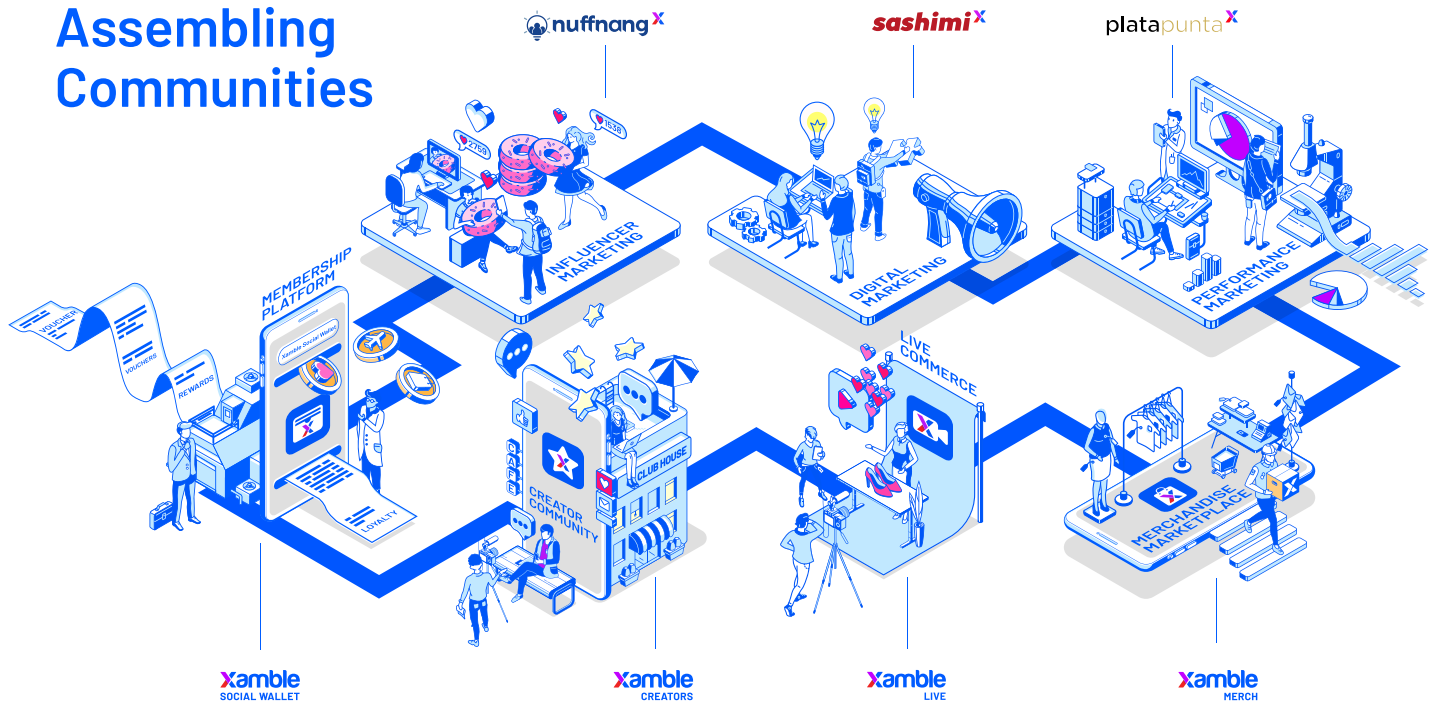 Assembling
Communities
nuffnang X
sashimi X
platapunta X
2759
1538
INFLUENCER
MARKETING
DIGITAL
MARKETING
PERFORMANCE
MARKETING
MEMBERSHIP
PLATFORM
VOUCHER
VOUCHERS
REWARDS
Xamble Social Wallet
LOYALTY
CAFE
CLUB HOUSE
CREATOR
COMMUNITY
LIVE
COMMERCE
MERCHANDISE
MARKETPLACE
Xamble
SOCIAL WALLET
Xamble
CREATORS
Xamble
LIVE
Xamble
MERCH